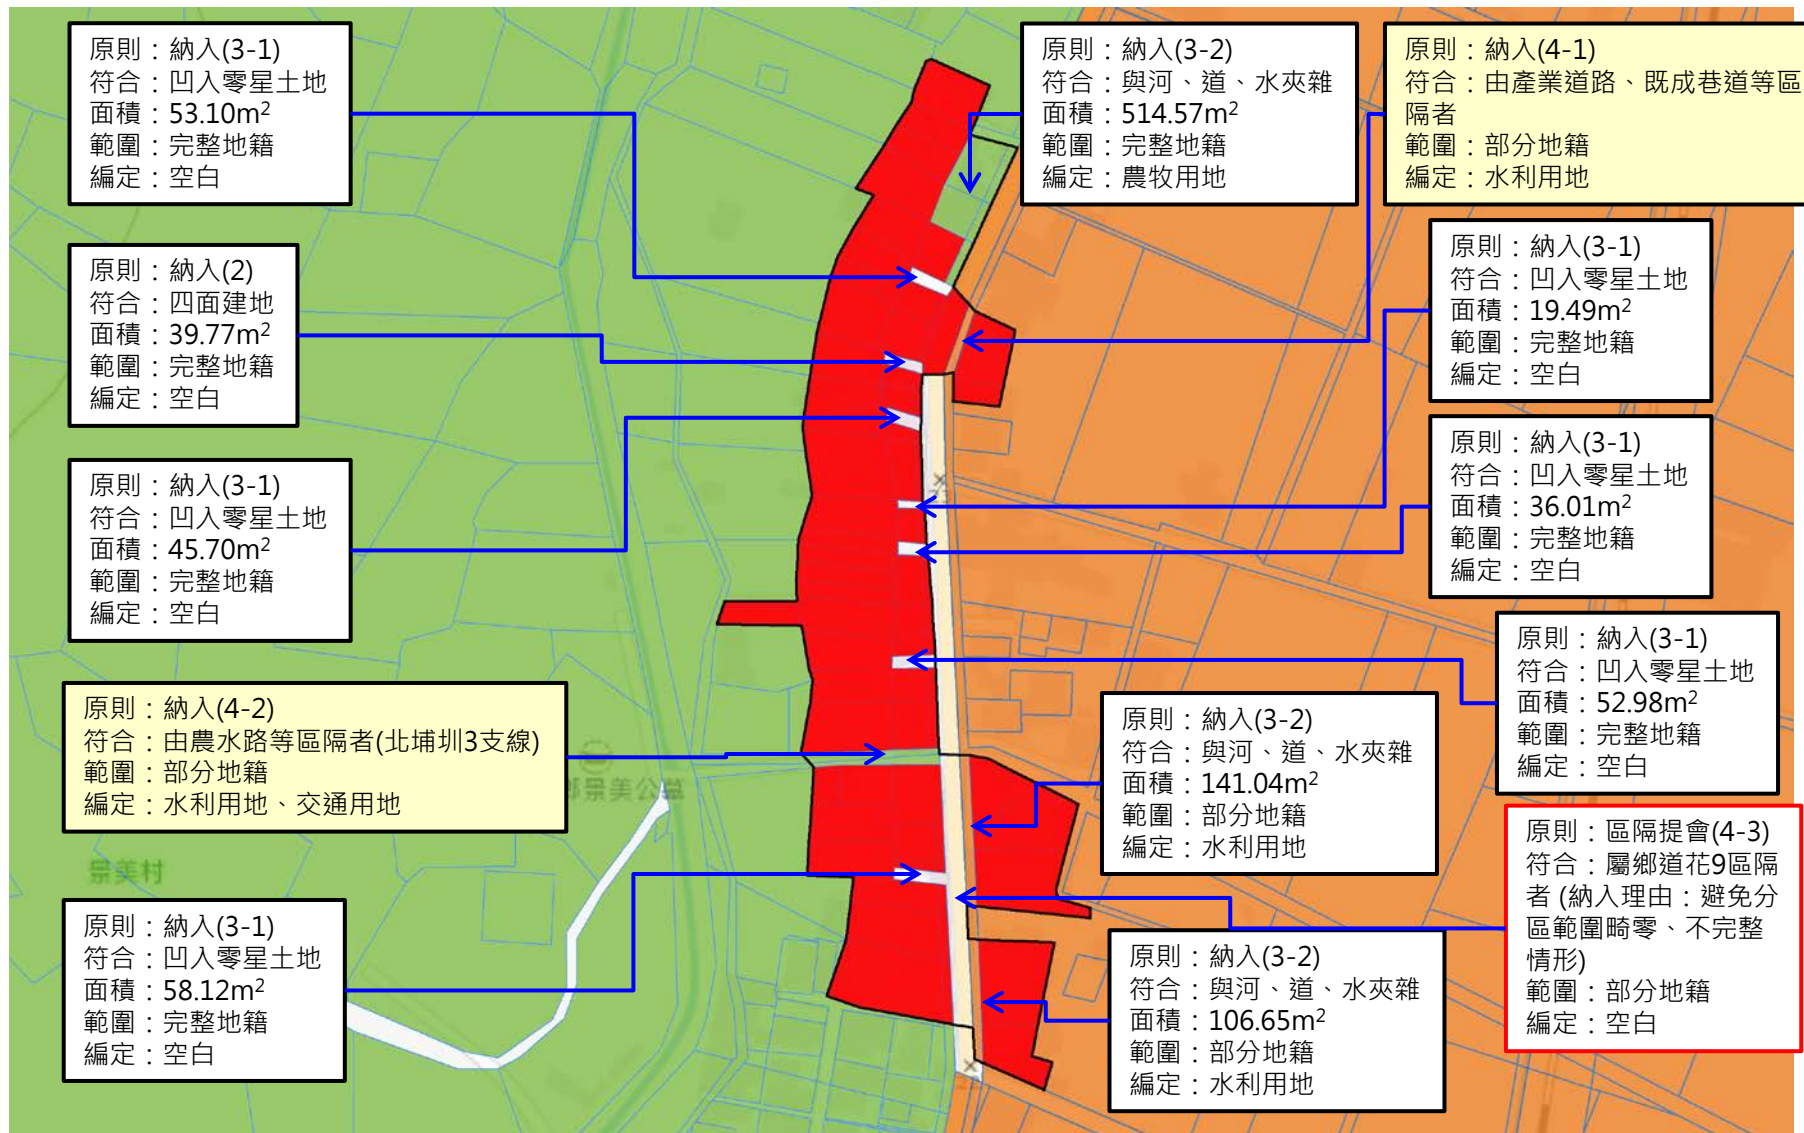 原則：納入(3-1)
符合：凹入零星土地
面積：53.10m²
範圍：完整地籍
編定：空白
原則：納入(3-2)
符合：與河、道、水夾雜
面積：514.57m²
範圍：完整地籍
編定：農牧用地
原則：納入(4-1)
符合：由產業道路、既成巷道等區
隔者
範圍：部分地籍
編定：水利用地
原則：納入(2)
符合：四面建地
面積：39.77m²
範圍：完整地籍
編定：空白
原則：納入(3-1)
符合：凹入零星土地
面積：19.49m²
範圍：完整地籍
編定：空白
原則：納入(3-1)
符合：凹入零星土地
面積：45.70m²
範圍：完整地籍
編定：空白
原則：納入(3-1)
符合：凹入零星土地
面積：36.01m²
範圍：完整地籍
編定：空白
原則：納入(3-1)
符合：凹入零星土地
面積：52.98m²
範圍：完整地籍
編定：空白
原則：納入(4-2)
符合：由農水路等區隔者(北埔圳3支線)
範圍：部分地籍
編定：水利用地、交通用地
鄉景美公墓
景美村
原則：納入(3-2)
符合：與河、道、水夾雜
面積：141.04m²
範圍：部分地籍
編定：水利用地
原則：區隔提會(4-3)
符合：屬鄉道花9區隔
者 (納入理由：避免分
區範圍畸零、不完整
情形)
範圍：部分地籍
編定：空白
原則：納入(3-1)
符合：凹入零星土地
面積：58.12m²
範圍：完整地籍
編定：空白
原則：納入(3-2)
符合：與河、道、水夾雜
面積：106.65m²
範圍：部分地籍
編定：水利用地